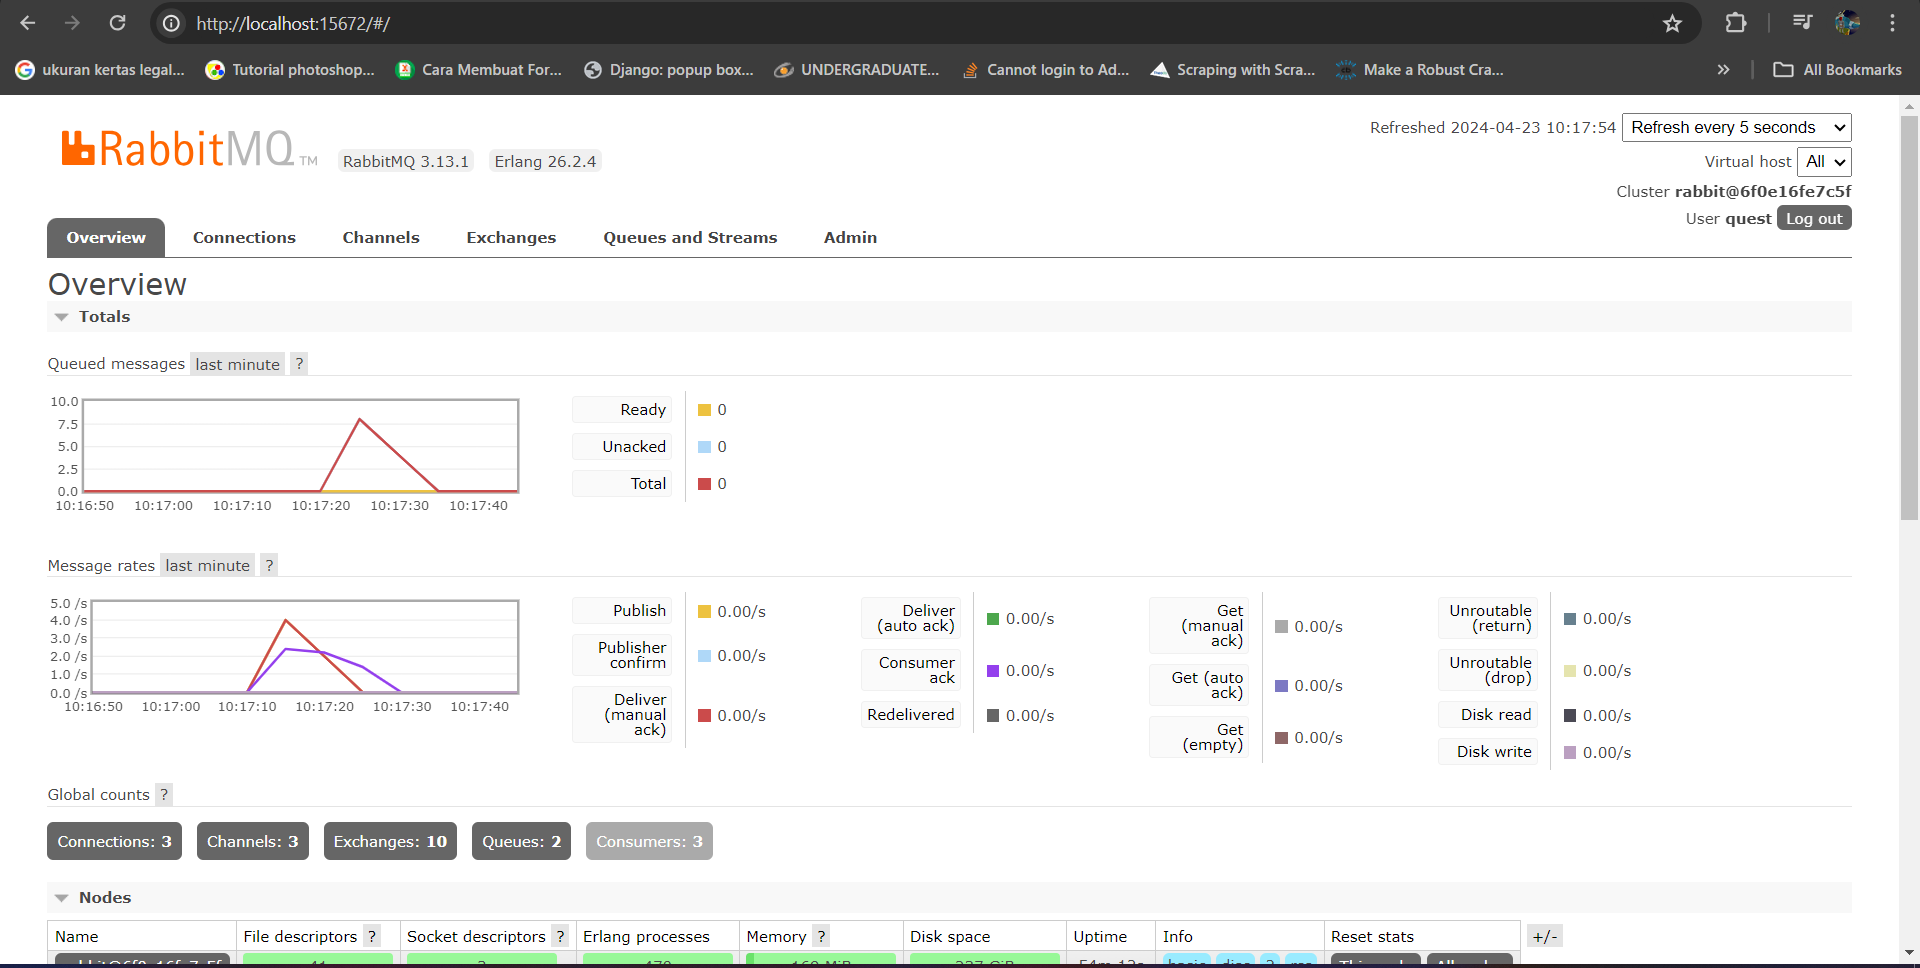 http://localhost:15672/#/
ukuran kertas legal... Tutorial photoshop... Cara Membuat For... Django: popup box... UNDERGRADUATE... Cannot login to Ad... Scraping with Scra... Make a Robust Cra... » All Bookmarks
Refreshed 2024-04-23 10:17:54 Refresh every 5 seconds
RabbitMQ TM RabbitMQ 3.13.1 Erlang 26.2.4
Virtual host All
Cluster rabbit@6f0e16fe7c5f
User quest Log out
Overview Connections Channels Exchanges Queues and Streams Admin
Overview
Totals
Queued messages last minute ?
10.0
7.5
5.0
2.5
0.0
10:16:50 10:17:00 10:17:10 10:17:20 10:17:30 10:17:40
Ready 0
Unacked 0
Total 0
Message rates last minute ?
5.0 /s
4.0 /s
3.0 /s
2.0 /s
1.0 /s
0.0 /s
10:16:50 10:17:00 10:17:10 10:17:20 10:17:30 10:17:40
Publish 0.00/s
Publisher
confirm 0.00/s
Deliver
(manual
ack) 0.00/s
Deliver
(auto ack) 0.00/s
Consumer
ack 0.00/s
Redelivered 0.00/s
Get
(manual
ack) 0.00/s
Get (auto
ack) 0.00/s
Get
(empty) 0.00/s
Unroutable
(return) 0.00/s
Unroutable
(drop) 0.00/s
Disk read 0.00/s
Disk write 0.00/s
Global counts ?
Connections: 3 Channels: 3 Exchanges: 10 Queues: 2 Consumers: 3
Nodes
Name File descriptors ? Socket descriptors ? Erlang processes Memory ? Disk space Uptime Info Reset stats +/-